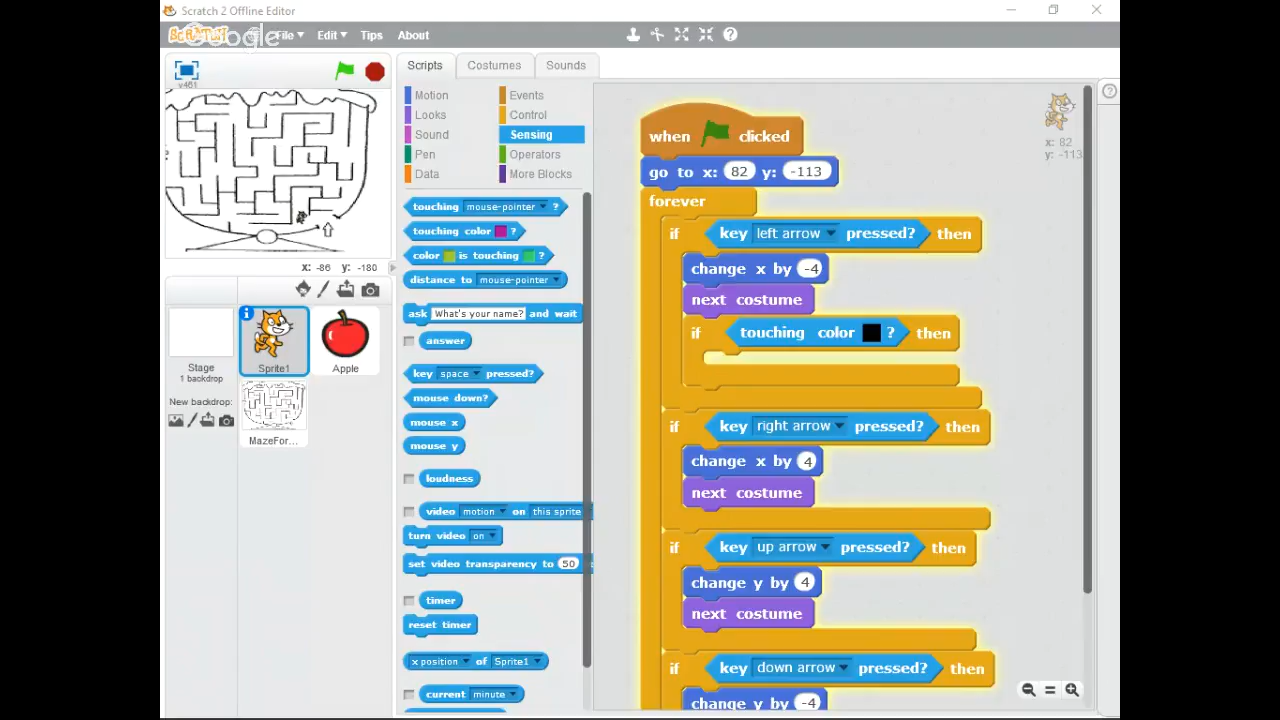 Scratch 2 Offline Editor
SCRATCH
Google
File Edit Tips About
v461
Scripts Costumes Sounds
Motion Events
Looks Control
Sound Sensing
Pen Operators
Data More Blocks
touching mouse-pointer ?
touching color ?
color is touching ?
distance to mouse-pointer
ask What's your name? and wait
answer
key space pressed?
mouse down?
mouse x
mouse y
loudness
video motion on this sprite
turn video on
set video transparency to 50
timer
reset timer
x position of Sprite1
current minute
x: -86 y: -180
Stage
1 backdrop
New backdrop:
Sprite1
Apple
MazeFor...
when clicked
go to x: 82 y: -113
forever
if key left arrow pressed? then
change x by -4
next costume
if touching color ? then
if key right arrow pressed? then
change x by 4
next costume
if key up arrow pressed? then
change y by 4
next costume
if key down arrow pressed? then
change y by -4
x: 82
y: -113